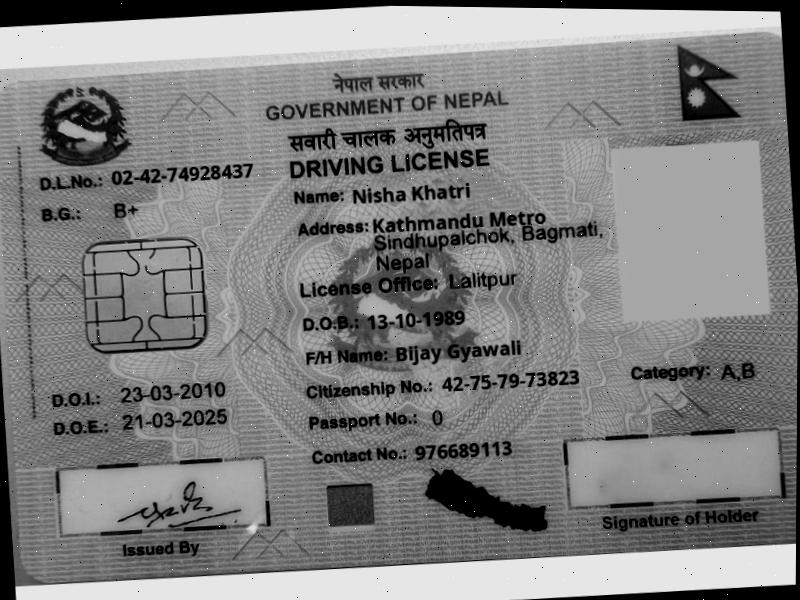 नेपाल सरकार
GOVERNMENT OF NEPAL
सवारी चालक अनुमतिपत्र
DRIVING LICENSE
D.L.No.: 02-42-74928437
B.G.: B+
Name: Nisha Khatri
Address: Kathmandu Metro
Sindhupalchok, Bagmati,
Nepal
License Office: Lalitpur
D.O.B.: 13-10-1989
F/H Name: Bijay Gyawali
Citizenship No.: 42-75-79-73823
Category: A,B
D.O.I.: 23-03-2010
D.O.E.: 21-03-2025
Passport No.: 0
Contact No.: 976689113
Issued By
Signature of Holder